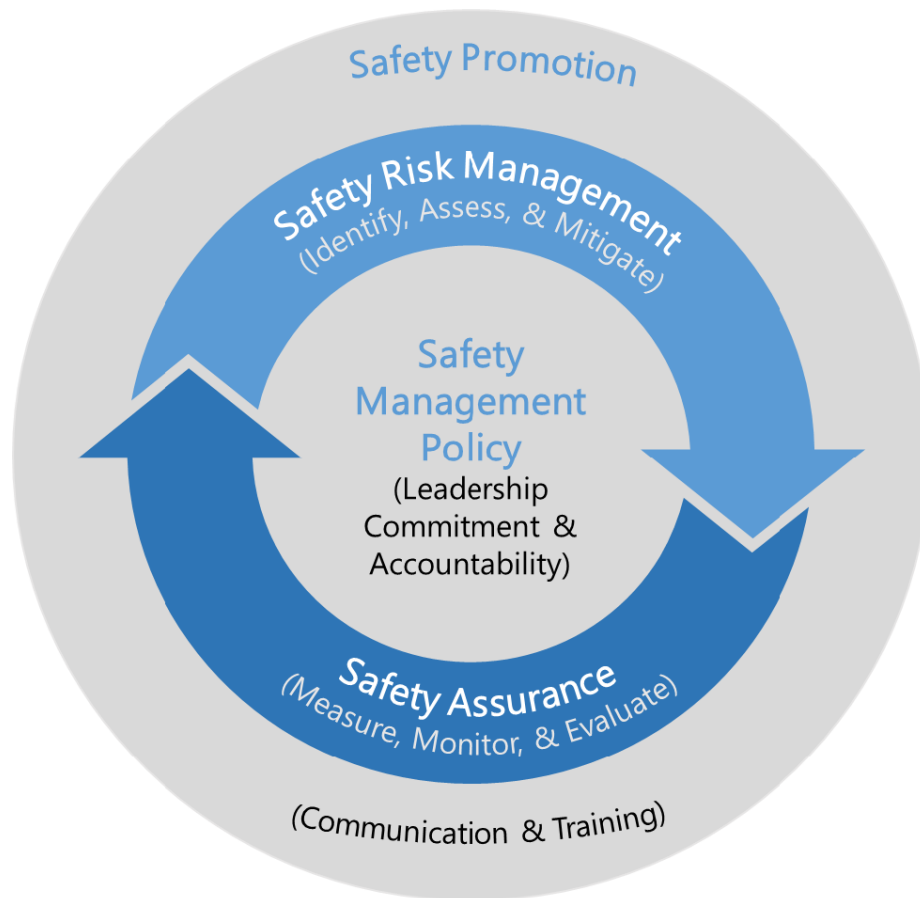 Safety Promotion
Safety Risk Management
(Identify, Assess, & Mitigate)
Safety
Management
Policy
(Leadership
Commitment &
Accountability)
Safety Assurance
(Measure, Monitor, & Evaluate)
(Communication & Training)